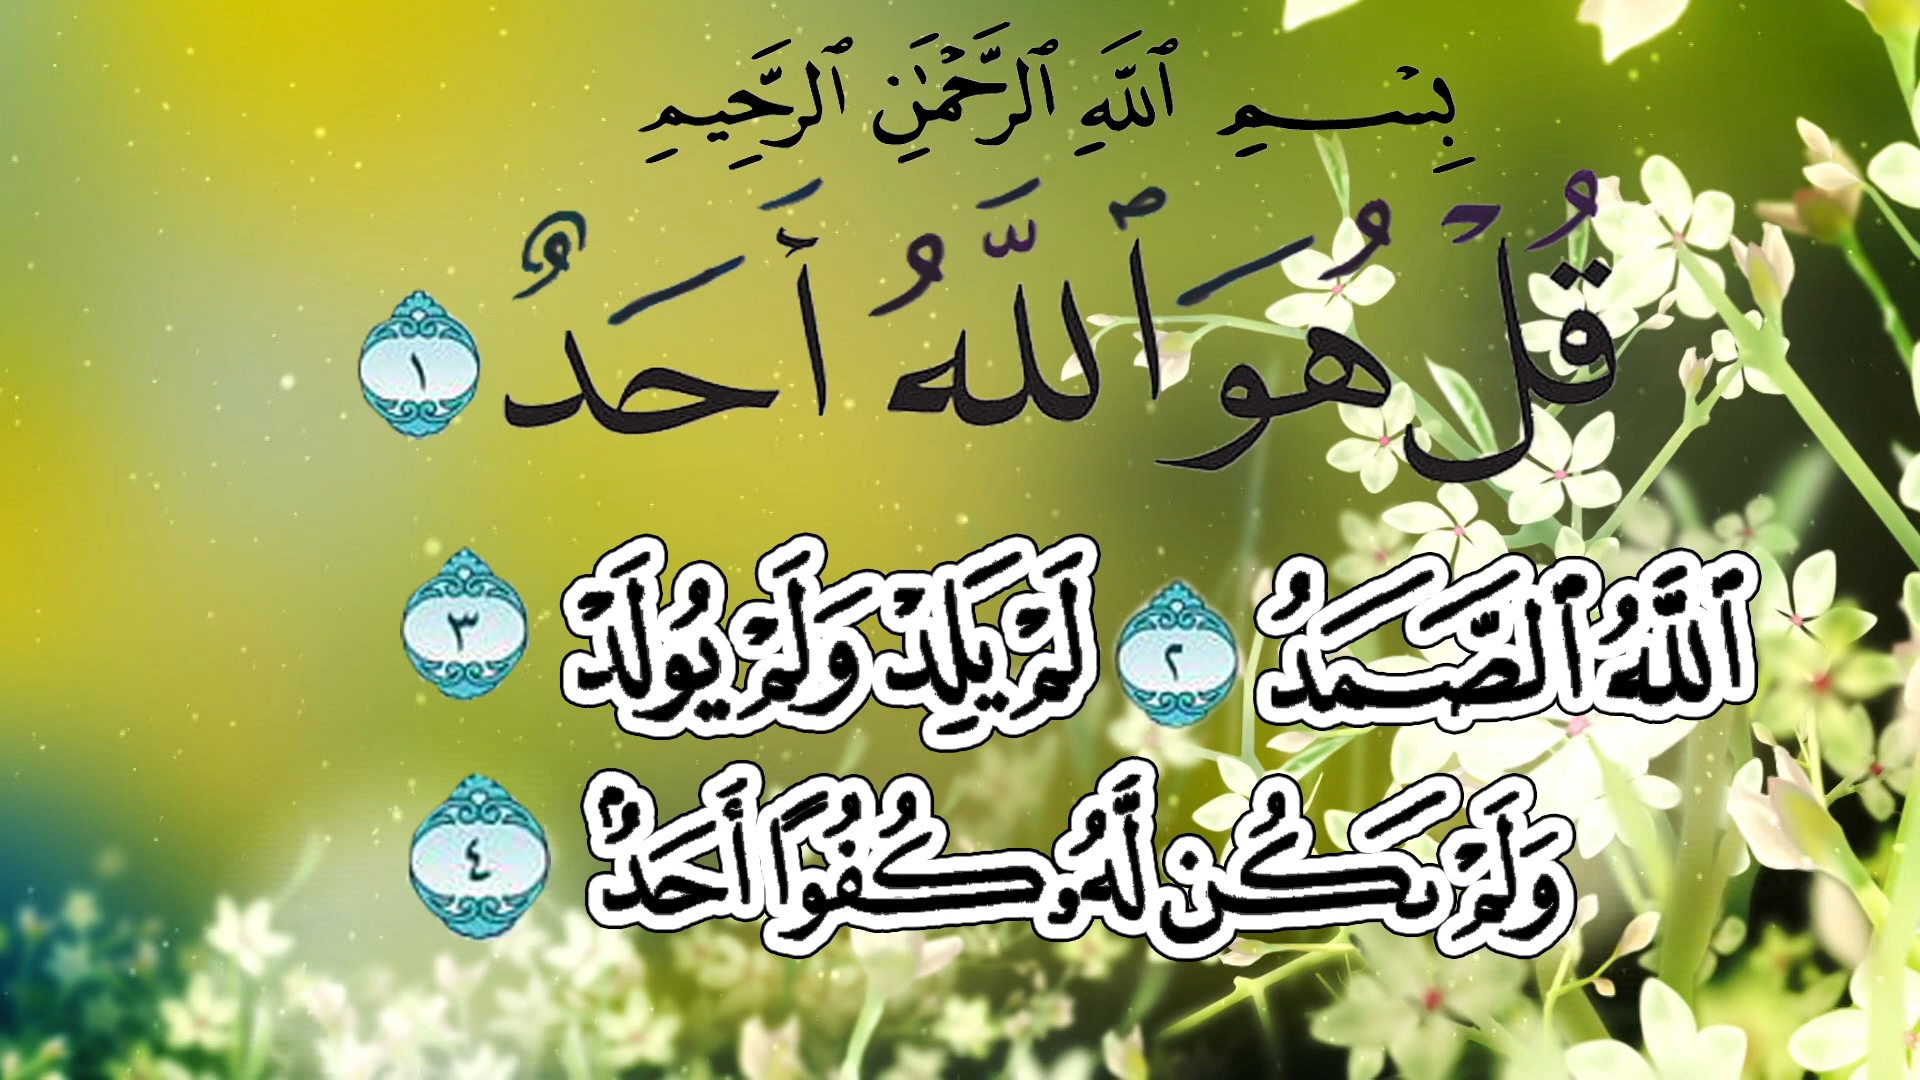 بِسْمِ ٱللَّهِ ٱلرَّحْمَٰنِ ٱلرَّحِيمِ
قُلْ هُوَ ٱللَّهُ أَحَدٌ ١
ٱللَّهُ ٱلصَّمَدُ ٢ لَمْ يَلِدْ وَلَمْ يُولَدْ ٣
وَلَمْ يَكُن لَّهُۥ كُفُوًا أَحَدٌۢ ٤